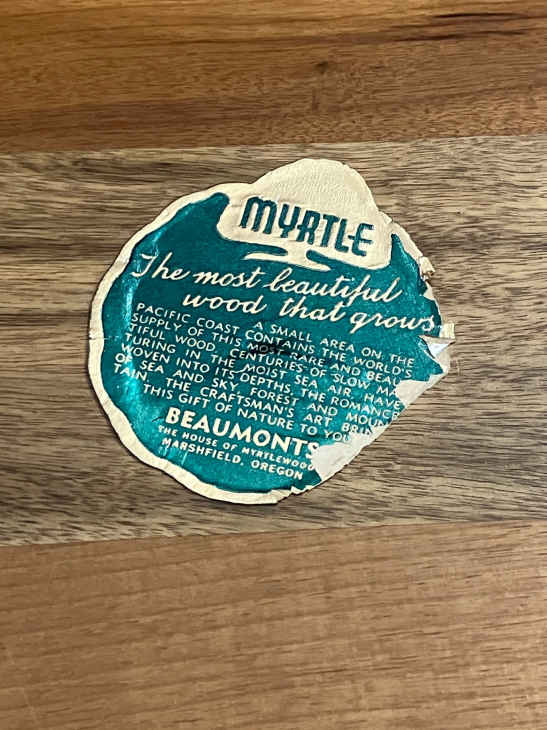 MYRTLE
The most beautiful
wood that grows
A SMALL AREA ON THE
PACIFIC COAST CONTAINS THE WORLD'S
SUPPLY OF THIS MOST RARE AND BEAU-
TIFUL WOOD. CENTURIES OF SLOW MA
TURING IN THE MOIST SEA AIR, HAVE
WOVEN INTO ITS DEPTHS, THE ROMANCE
OF SEA AND SKY, FOREST AND MOUN
TAIN. THE CRAFTSMAN'S ART BRIN
THIS GIFT OF NATURE TO YOU
BEAUMONTS
THE HOUSE OF MYRTLEWOOD
MARSHFIELD, OREGON